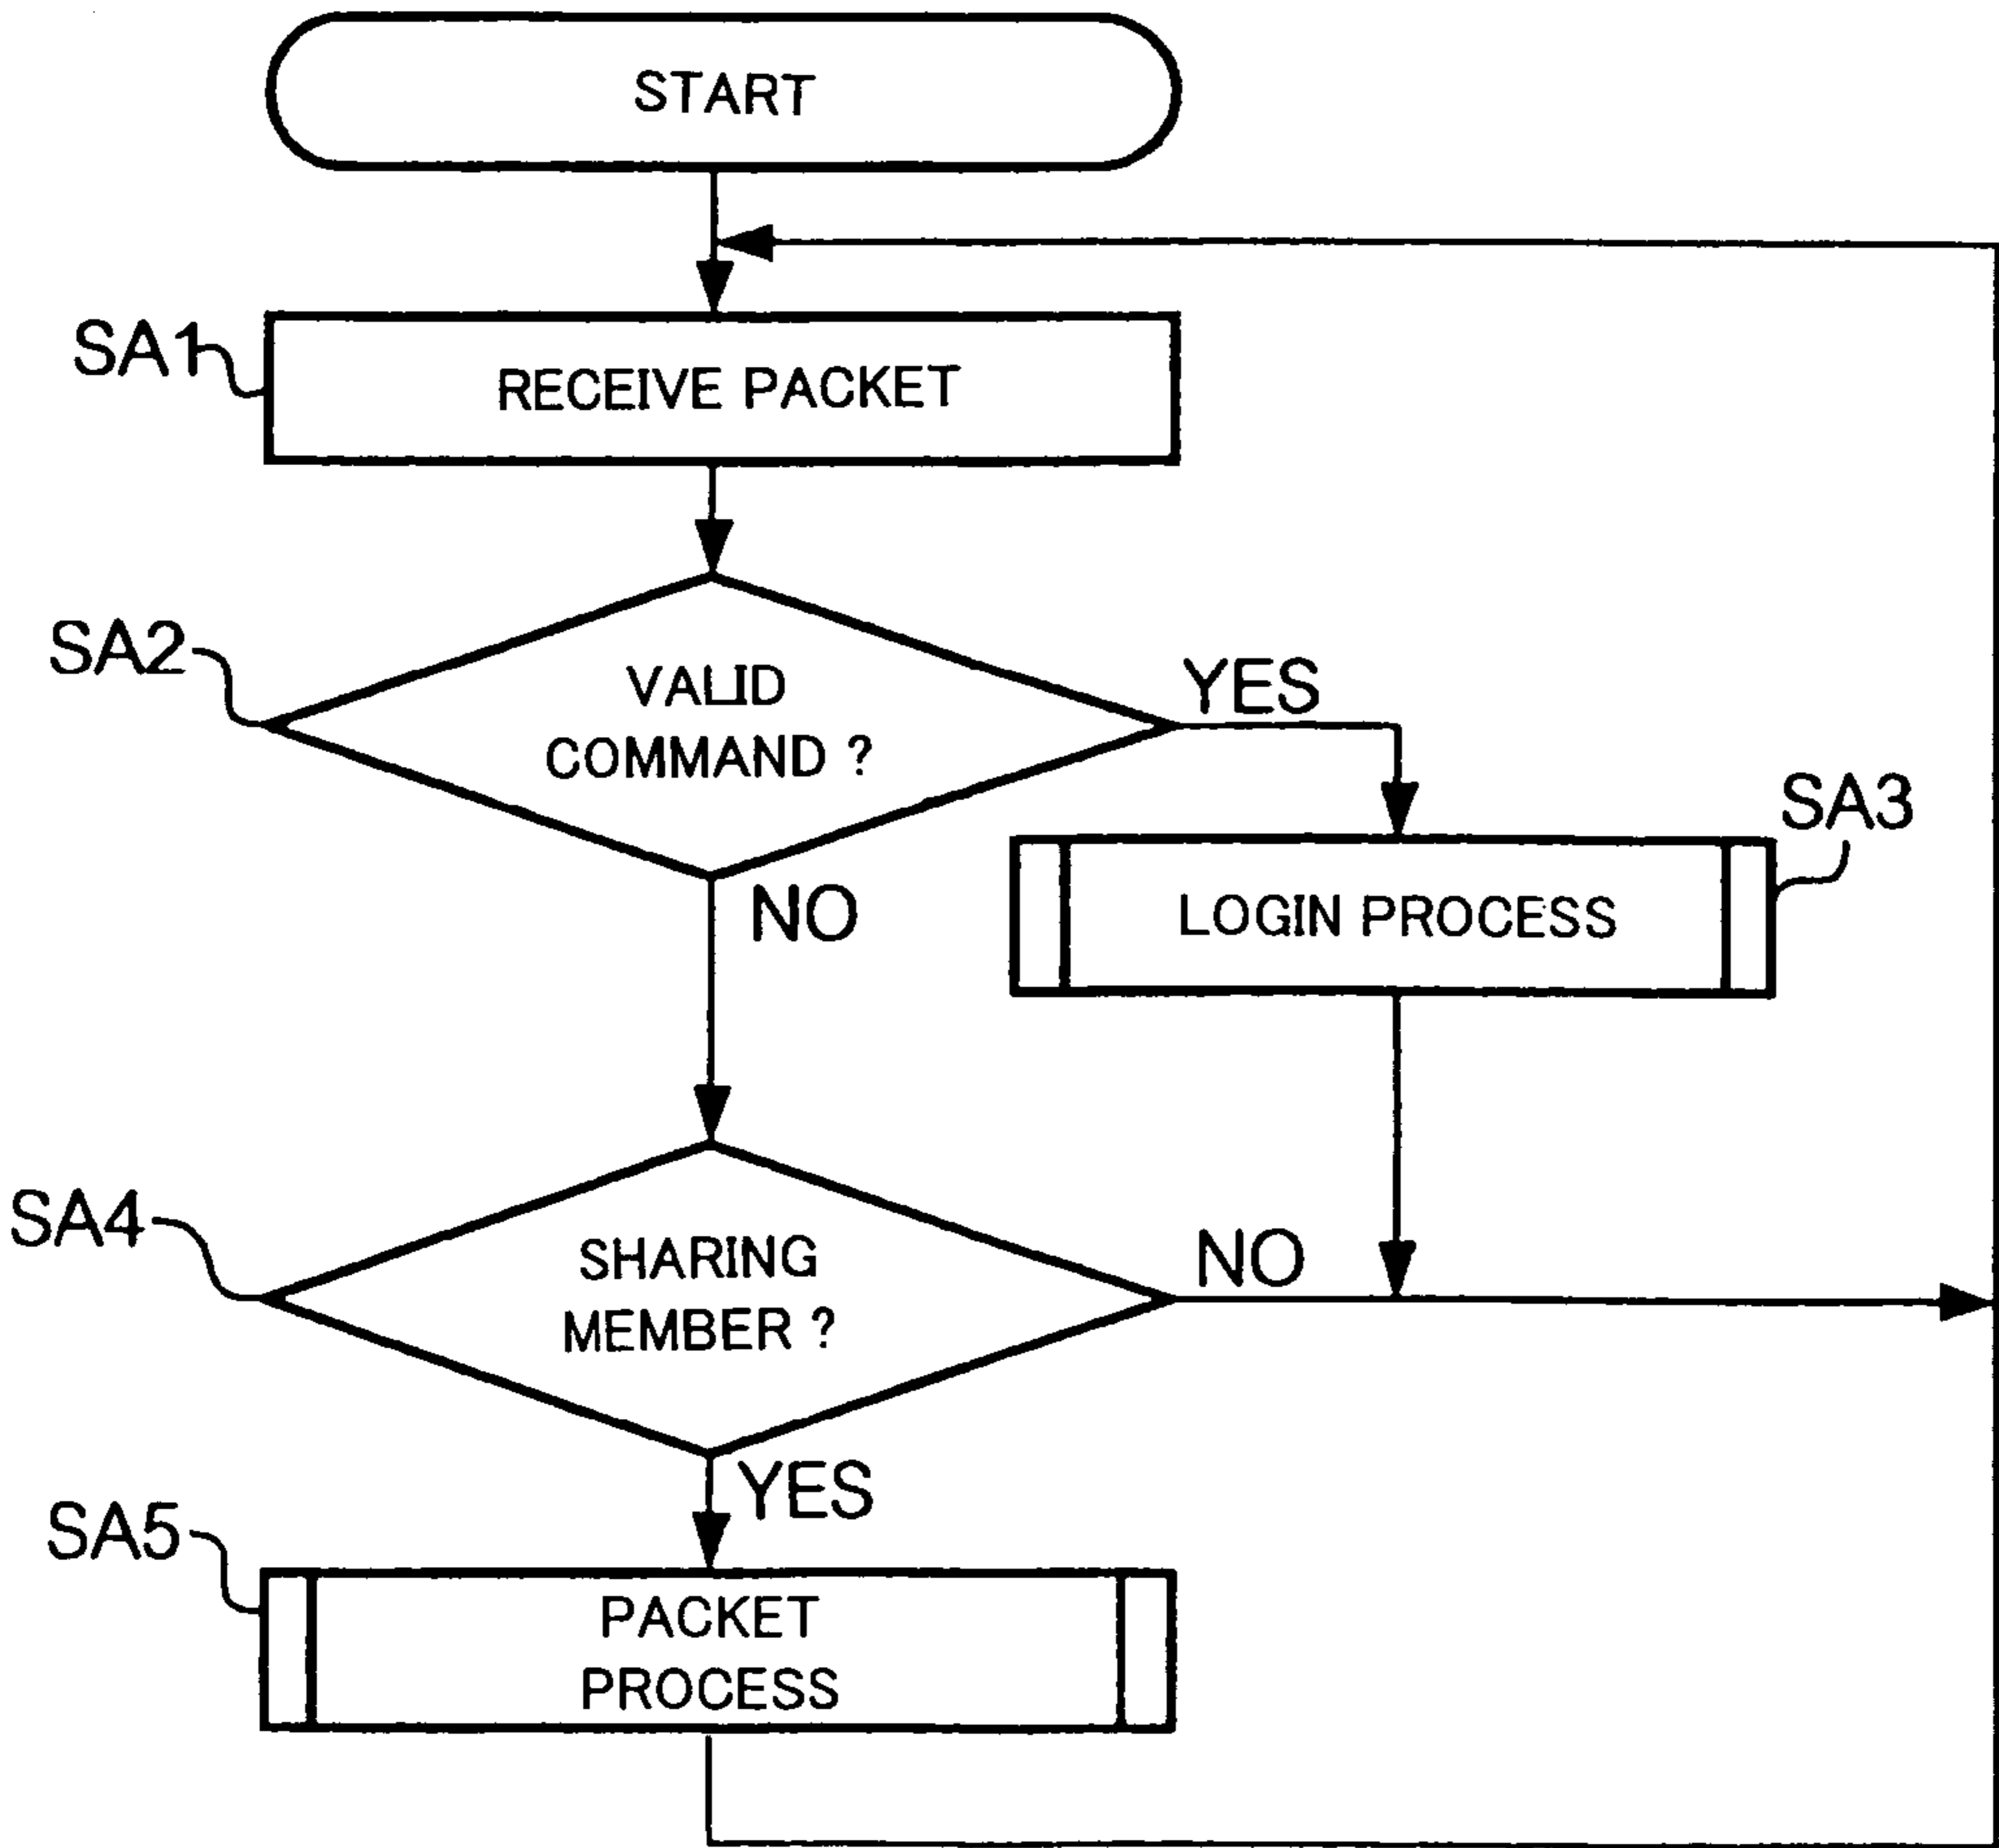 START
SA1
RECEIVE PACKET
SA2
VALID
COMMAND ?
YES
NO
SA3
LOGIN PROCESS
SA4
SHARING
MEMBER ?
NO
YES
SA5
PACKET
PROCESS